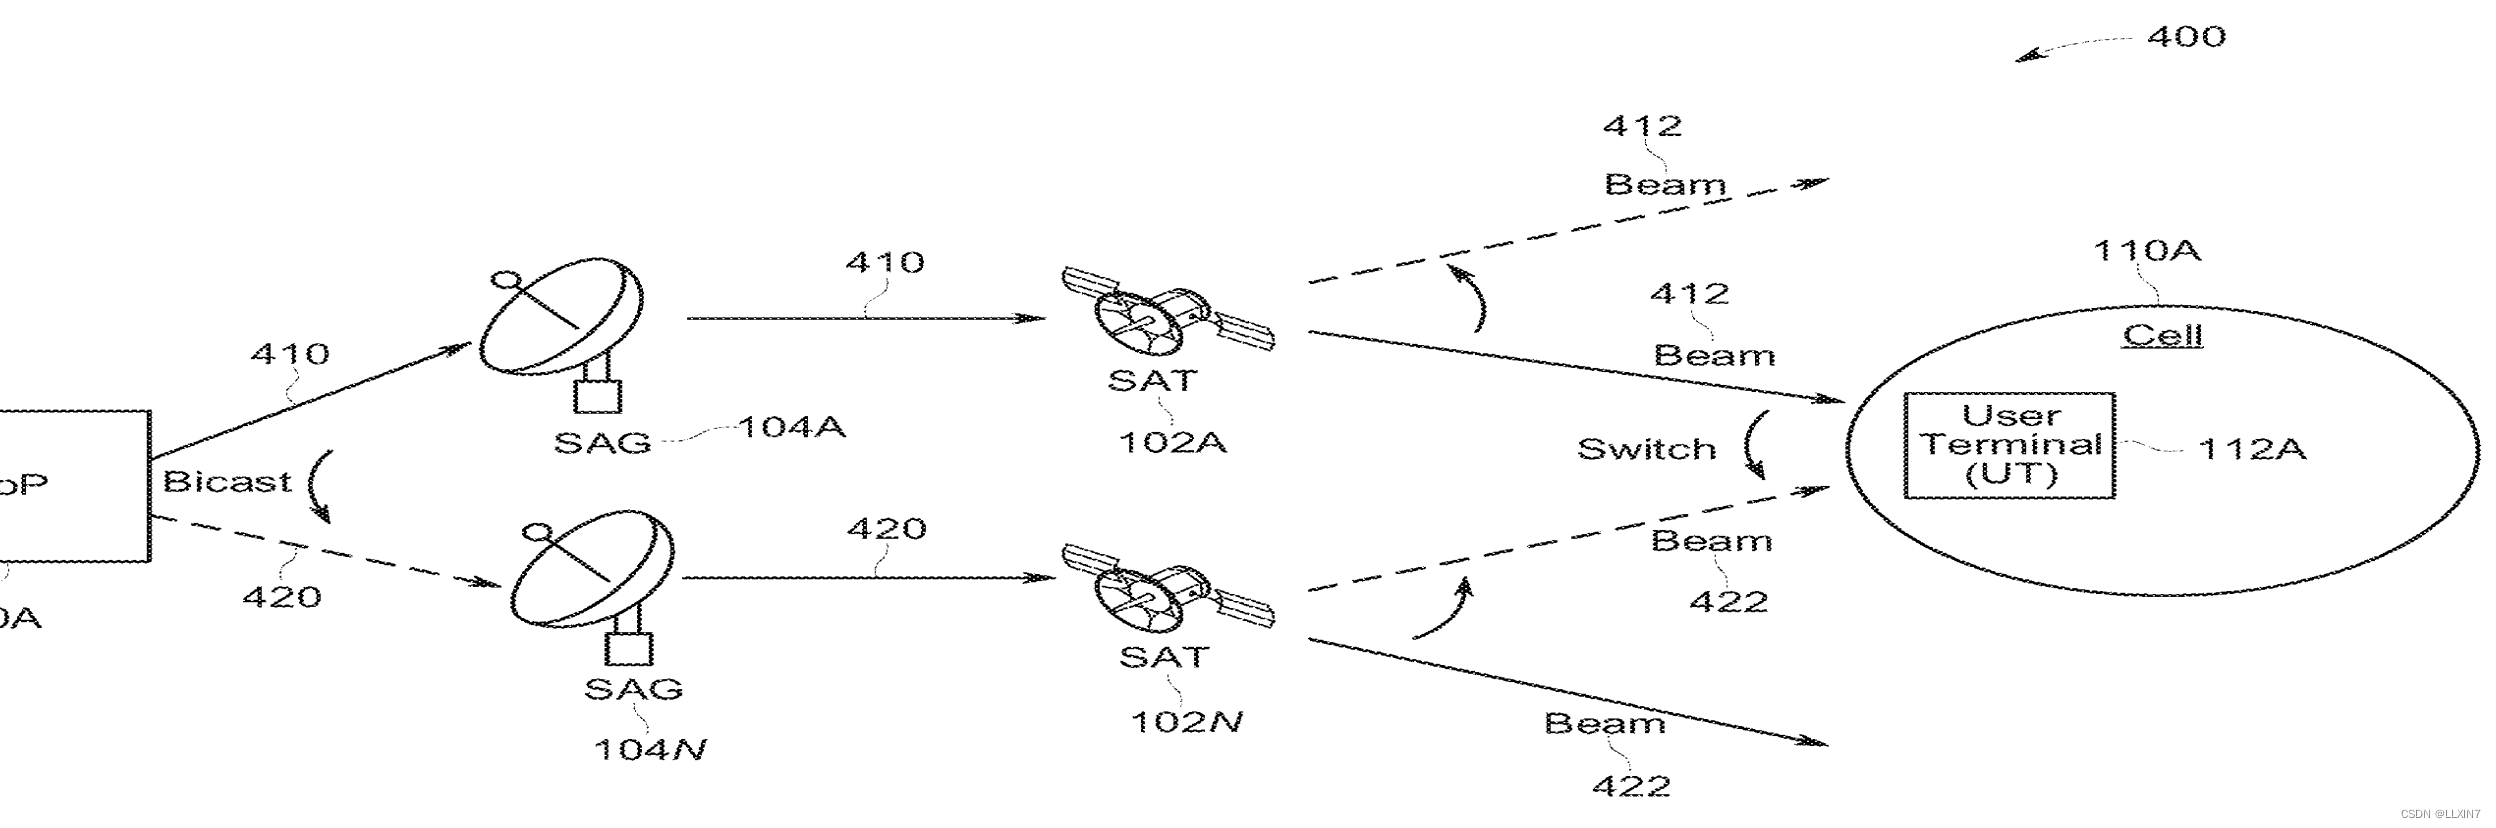 400
412
Beam
110A
410
412
Cell
410
Beam
SAT
User
Terminal
(UT)
104A
SAG
102A
Switch
112A
oP
Bicast
420
Beam
420
422
0A
SAT
SAG
102N
Beam
104N
422
CSDN @LLXIN7